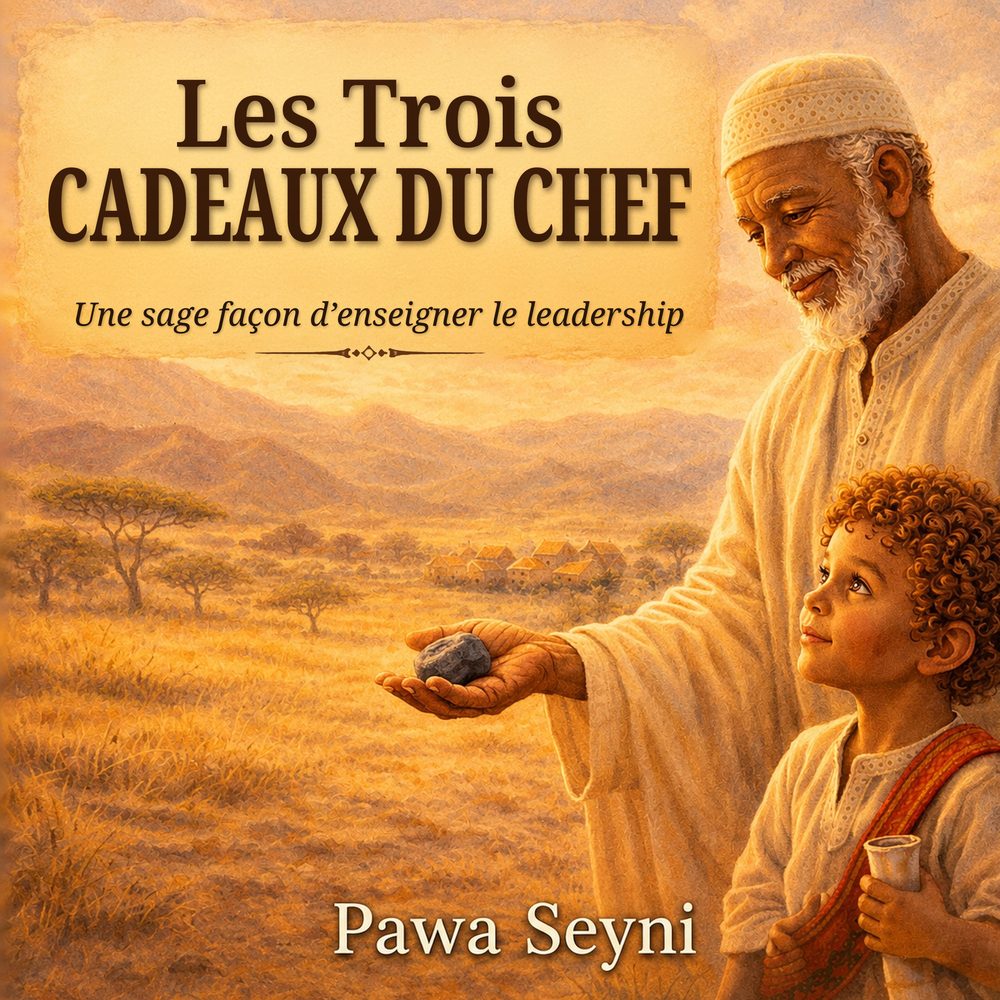 Les Trois
CADEAUX DU CHEF
Une sage façon d’enseigner le leadership
Pawa Seyni